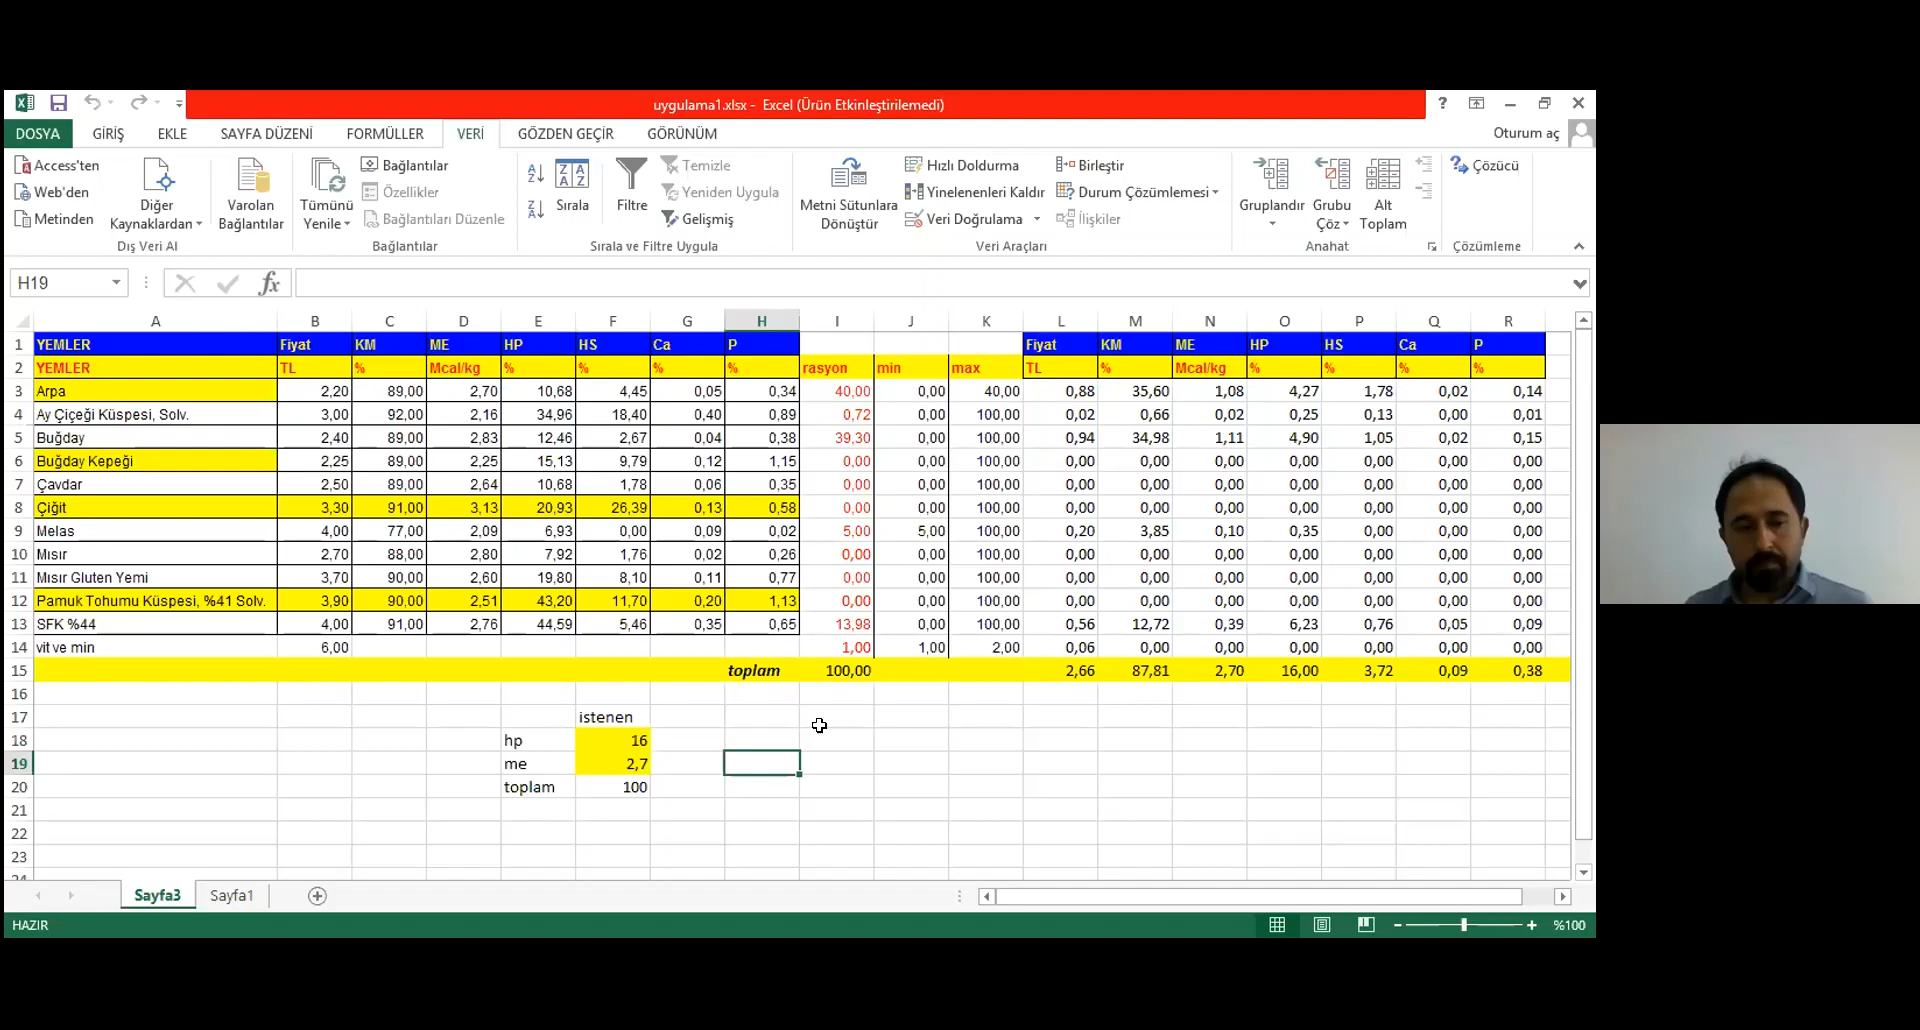 uygulama1.xlsx - Excel (Ürün Etkinleştirilemedi)
DOSYA GİRİŞ EKLE SAYFA DÜZENİ FORMÜLLER VERİ GÖZDEN GEÇİR GÖRÜNÜM Oturum aç
Access'ten
Web'den
Metinden
Diğer Kaynaklardan
Dış Veri Al
Varolan Bağlantılar
Tümünü Yenile
Bağlantılar
Özellikler
Bağlantıları Düzenle
Bağlantılar
Sırala
Filtre
Temizle
Yeniden Uygula
Gelişmiş
Sırala ve Filtre Uygula
Metni Sütunlara Dönüştür
Hızlı Doldurma
Yinelenenleri Kaldır
Veri Doğrulama
Birleştir
Durum Çözümlemesi
İlişkiler
Veri Araçları
Gruplandır
Grubu Çöz
Alt Toplam
Anahat
Çözücü
Çözümleme
H19 fx
A B C D E F G H I J K L M N O P Q R
1 YEMLER Fiyat KM ME HP HS Ca P Fiyat KM ME HP HS Ca P
2 YEMLER TL % Mcal/kg % % % % rasyon min max TL % Mcal/kg % % % %
3 Arpa 2,20 89,00 2,70 10,68 4,45 0,05 0,34 40,00 0,00 40,00 0,88 35,60 1,08 4,27 1,78 0,02 0,14
4 Ay Çiçeği Küspesi, Solv. 3,00 92,00 2,16 34,96 18,40 0,40 0,89 0,72 0,00 100,00 0,02 0,66 0,02 0,25 0,13 0,00 0,01
5 Buğday 2,40 89,00 2,83 12,46 2,67 0,04 0,38 39,30 0,00 100,00 0,94 34,98 1,11 4,90 1,05 0,02 0,15
6 Buğday Kepeği 2,25 89,00 2,25 15,13 9,79 0,12 1,15 0,00 0,00 100,00 0,00 0,00 0,00 0,00 0,00 0,00 0,00
7 Çavdar 2,50 89,00 2,64 10,68 1,78 0,06 0,35 0,00 0,00 100,00 0,00 0,00 0,00 0,00 0,00 0,00 0,00
8 Çiğit 3,30 91,00 3,13 20,93 26,39 0,13 0,58 0,00 0,00 100,00 0,00 0,00 0,00 0,00 0,00 0,00 0,00
9 Melas 4,00 77,00 2,09 6,93 0,00 0,09 0,02 5,00 5,00 100,00 0,20 3,85 0,10 0,35 0,00 0,00 0,00
10 Mısır 2,70 88,00 2,80 7,92 1,76 0,02 0,26 0,00 0,00 100,00 0,00 0,00 0,00 0,00 0,00 0,00 0,00
11 Mısır Gluten Yemi 3,70 90,00 2,60 19,80 8,10 0,11 0,77 0,00 0,00 100,00 0,00 0,00 0,00 0,00 0,00 0,00 0,00
12 Pamuk Tohumu Küspesi, %41 Solv. 3,90 90,00 2,51 43,20 11,70 0,20 1,13 0,00 0,00 100,00 0,00 0,00 0,00 0,00 0,00 0,00 0,00
13 SFK %44 4,00 91,00 2,76 44,59 5,46 0,35 0,65 13,98 0,00 100,00 0,56 12,72 0,39 6,23 0,76 0,05 0,09
14 vit ve min 6,00 1,00 1,00 2,00 0,06 0,00 0,00 0,00 0,00 0,00 0,00
15 toplam 100,00 2,66 87,81 2,70 16,00 3,72 0,09 0,38
16
17 istenen
18 hp 16
19 me 2,7
20 toplam 100
21
22
23
Sayfa3 Sayfa1
HAZIR %100